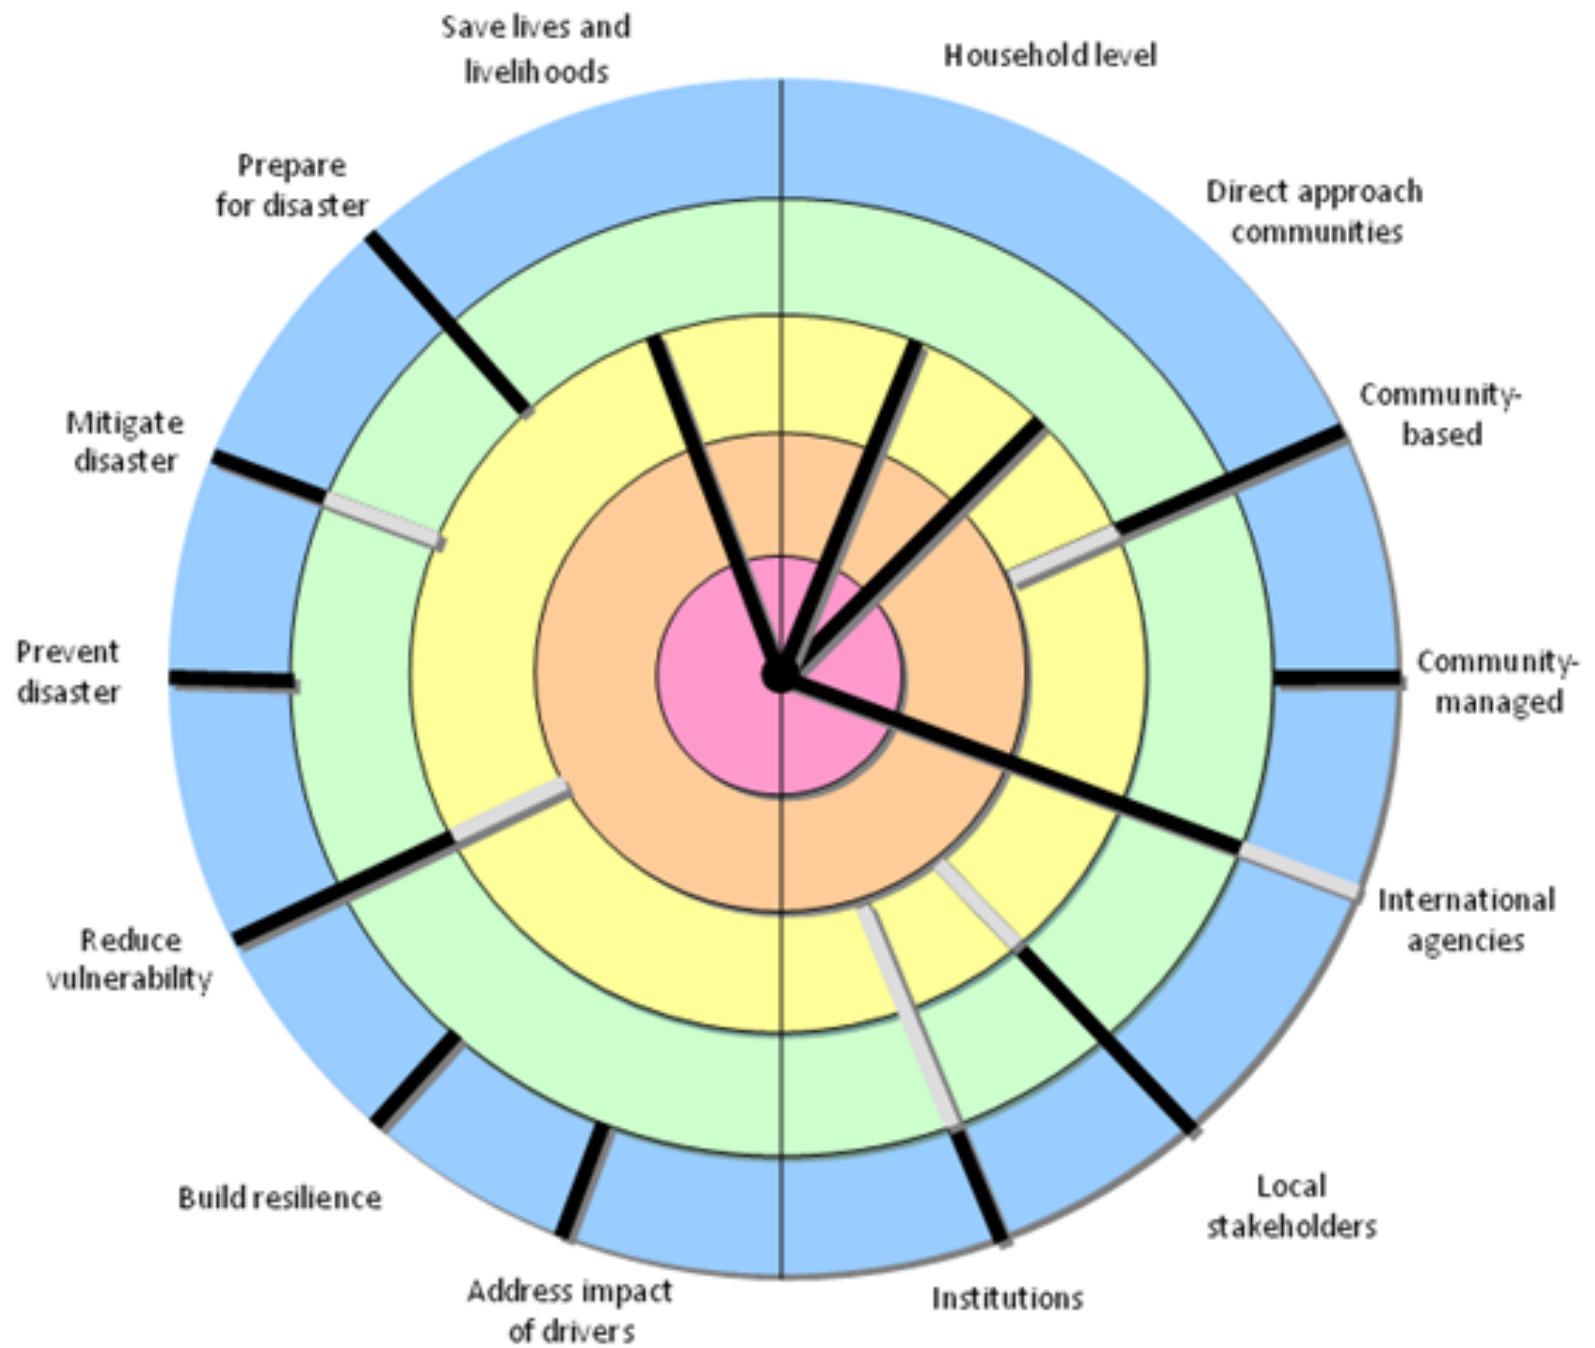 Save lives and
livelihoods
Household level
Prepare
for disaster
Direct approach
communities
Mitigate
disaster
Community-
based
Prevent
disaster
Community-
managed
Reduce
vulnerability
International
agencies
Build resilience
Local
stakeholders
Address impact
of drivers
Institutions